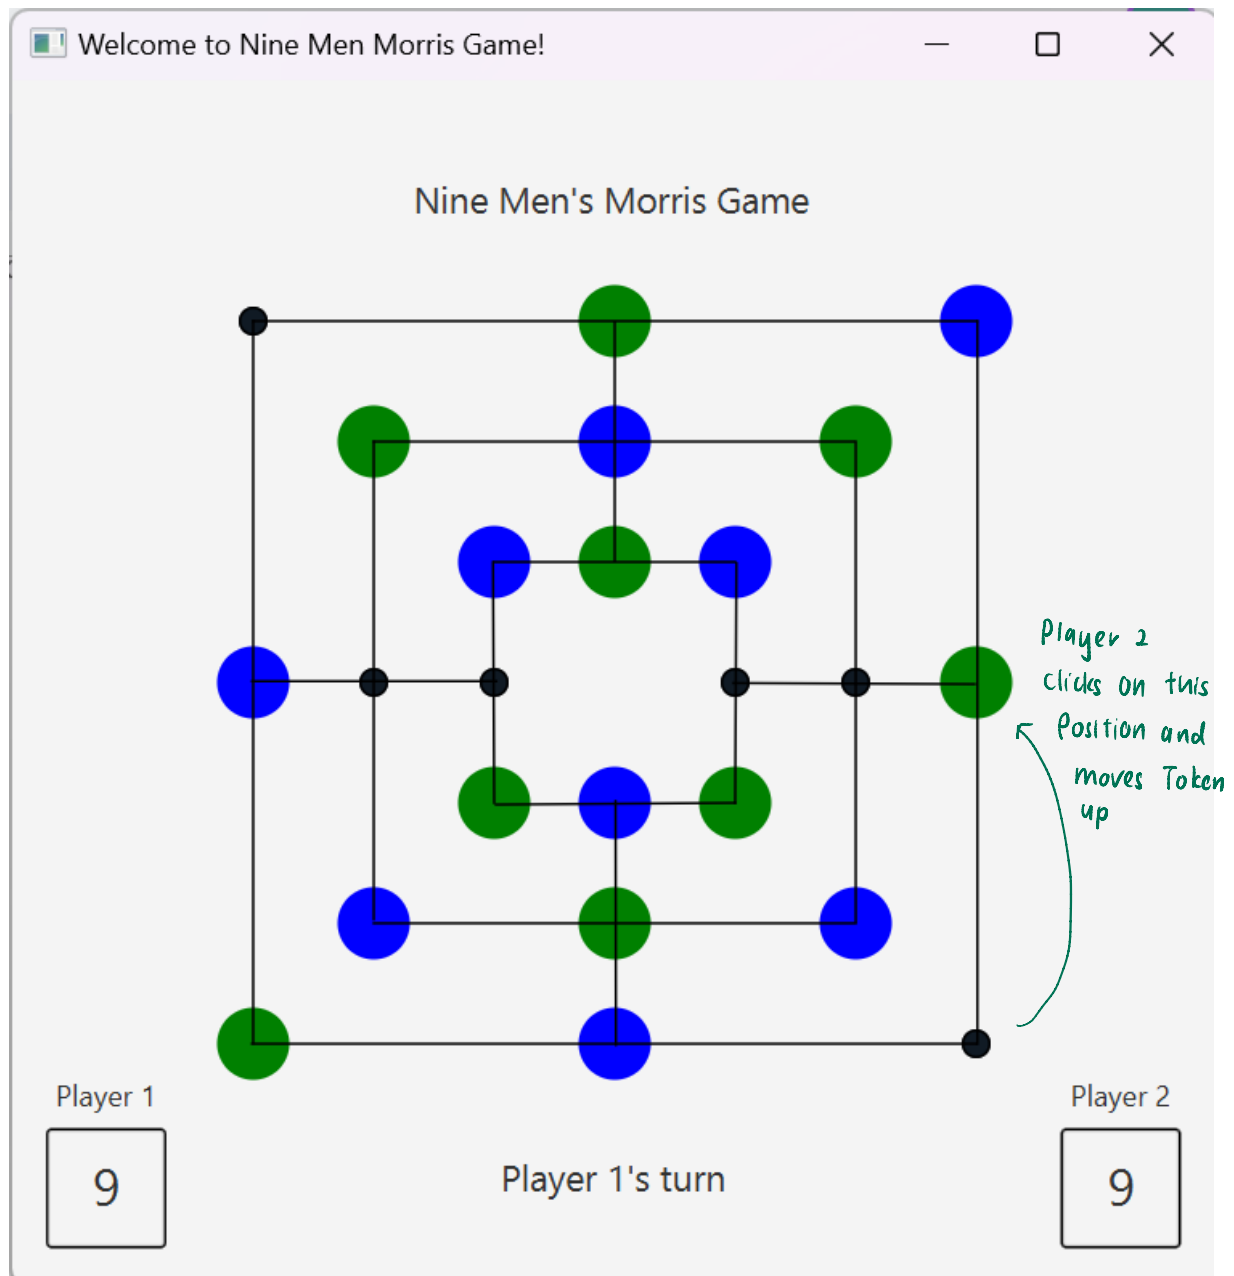 Welcome to Nine Men Morris Game!
Nine Men's Morris Game
Player 2
clicks on this
Position and
moves Token
up
Player 1
9
Player 1's turn
Player 2
9